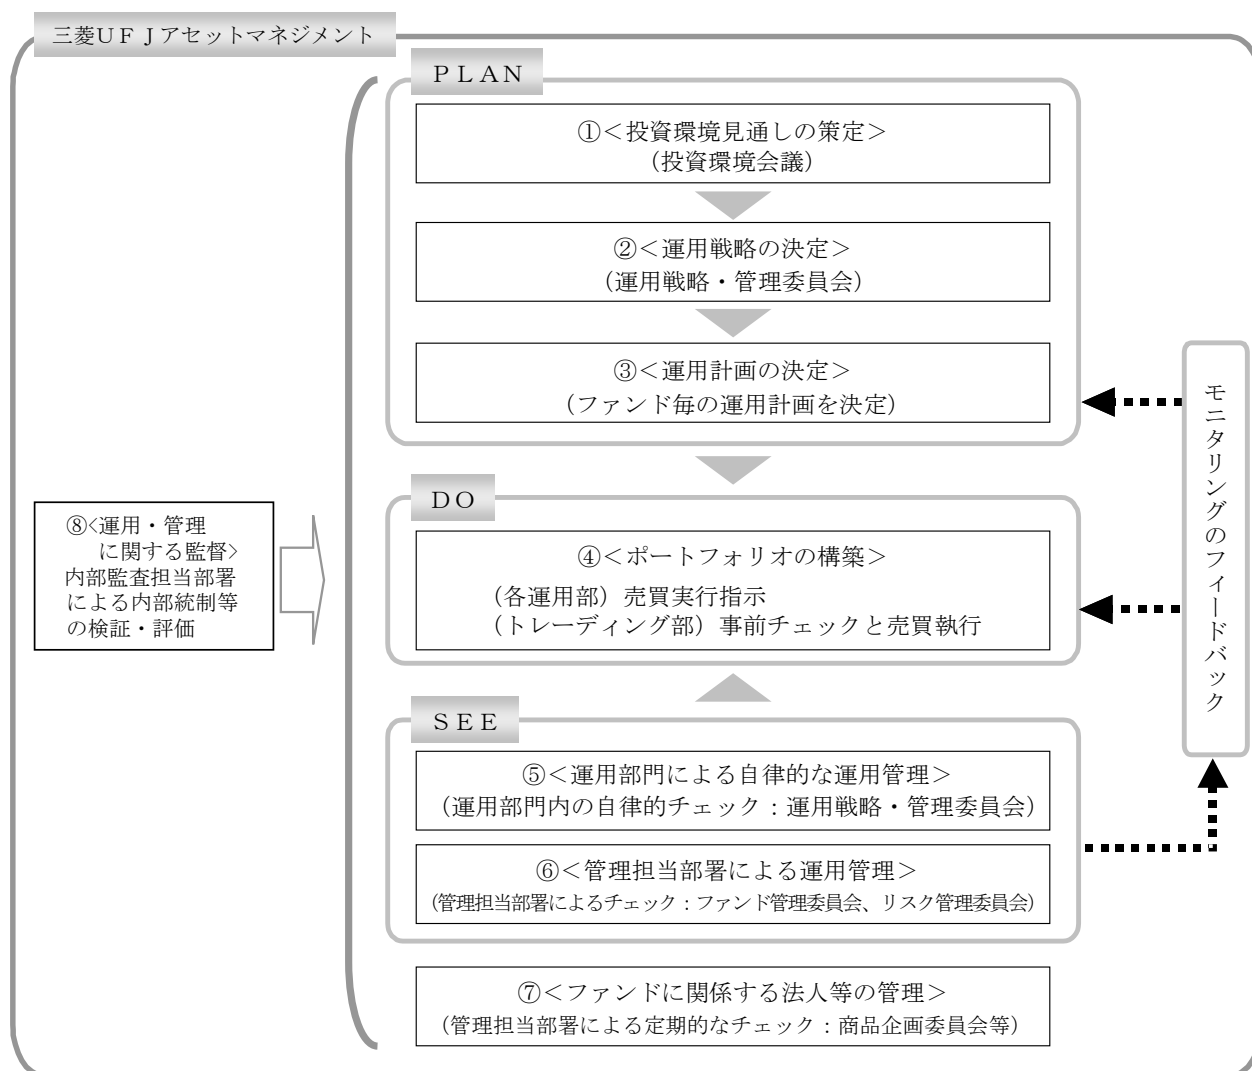 三菱ＵＦＪアセットマネジメント
ＰＬＡＮ
①＜投資環境見通しの策定＞
（投資環境会議）
②＜運用戦略の決定＞
（運用戦略・管理委員会）
③＜運用計画の決定＞
（ファンド毎の運用計画を決定）
ＤＯ
④＜ポートフォリオの構築＞
（各運用部）売買実行指示
（トレーディング部）事前チェックと売買執行
ＳＥＥ
⑤＜運用部門による自律的な運用管理＞
（運用部門内の自律的チェック：運用戦略・管理委員会）
⑥＜管理担当部署による運用管理＞
（管理担当部署によるチェック：ファンド管理委員会、リスク管理委員会）
⑦＜ファンドに関係する法人等の管理＞
（管理担当部署による定期的なチェック：商品企画委員会等）
⑧<運用・管理
に関する監督>
内部監査担当部署
による内部統制等
の検証・評価
モニタリングのフィードバック